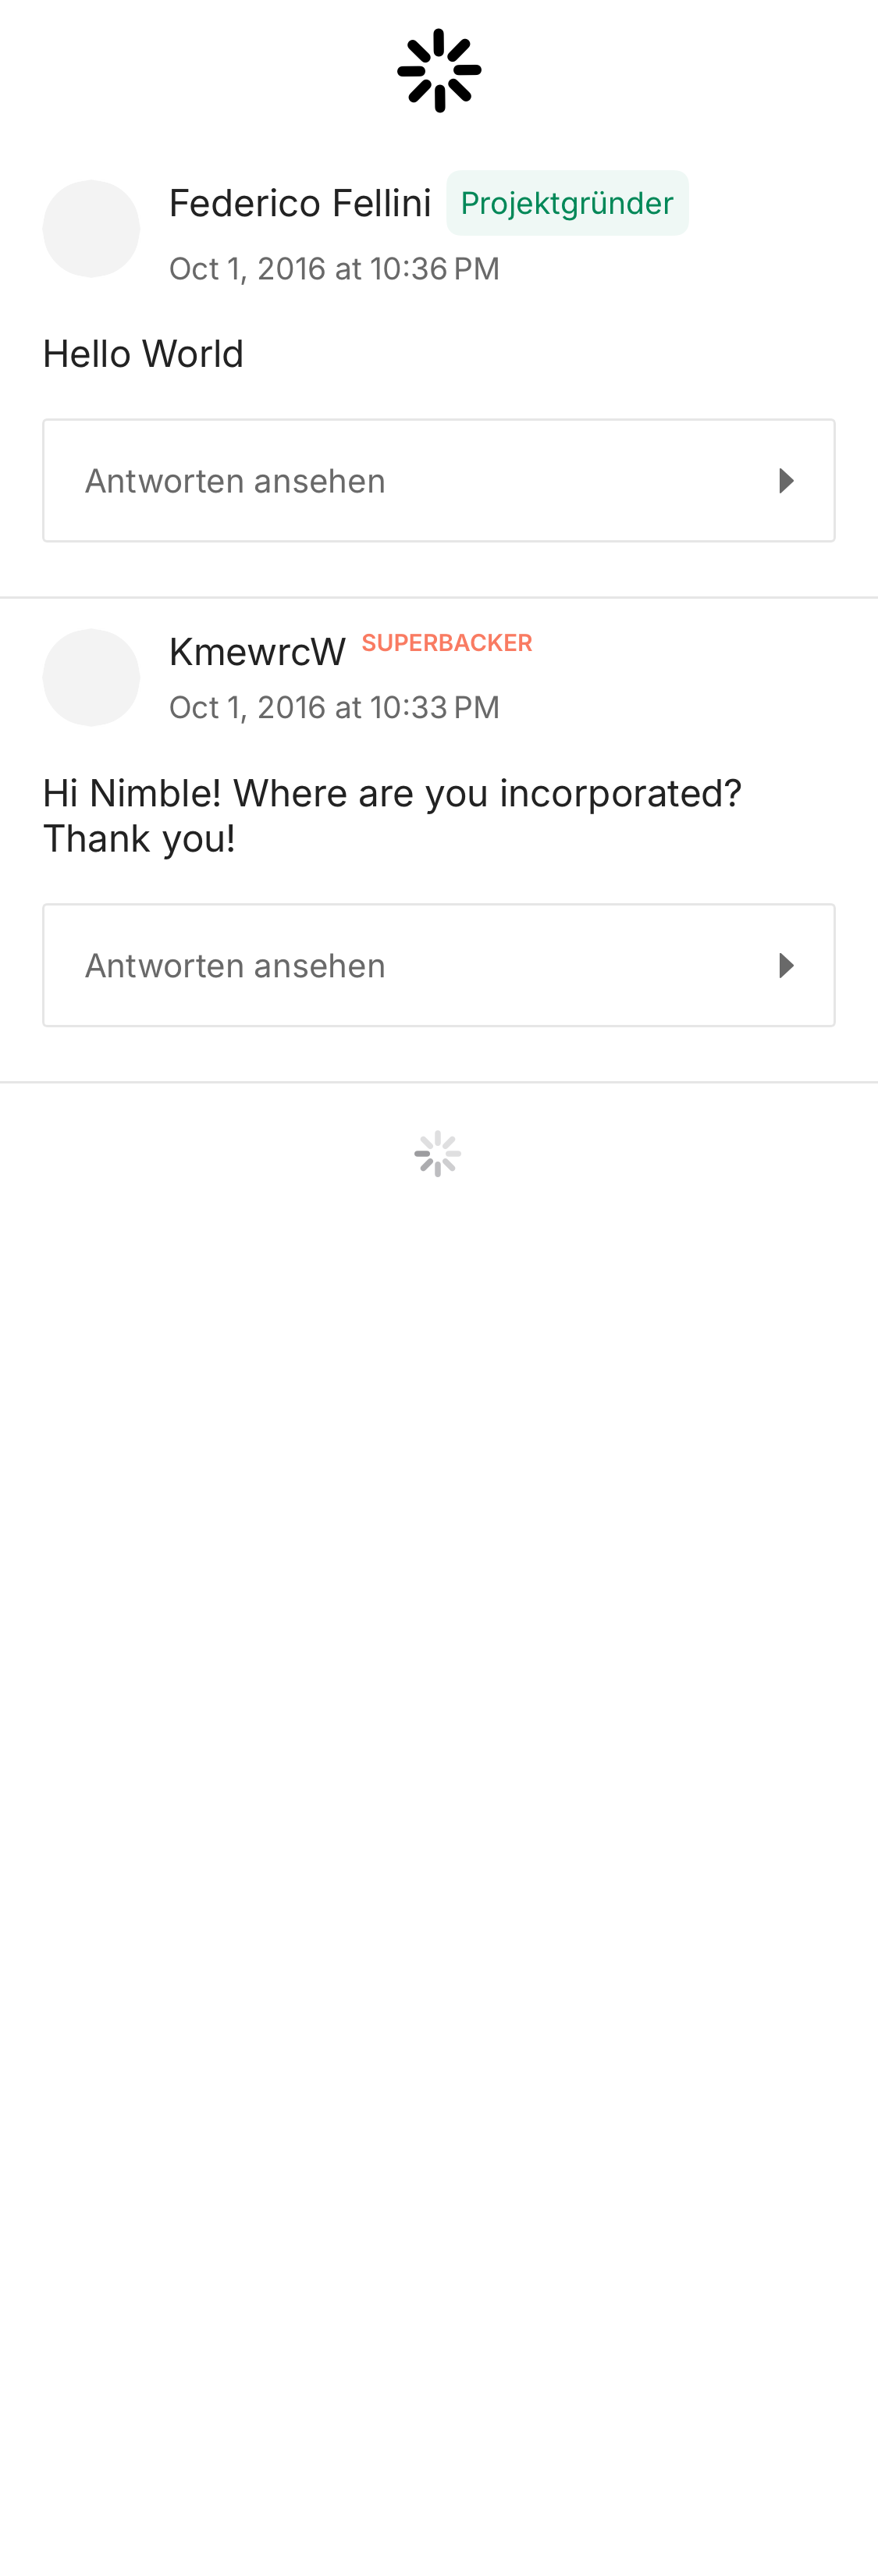 Federico Fellini Projektgründer
Oct 1, 2016 at 10:36 PM
Hello World
Antworten ansehen
KmewrcW SUPERBACKER
Oct 1, 2016 at 10:33 PM
Hi Nimble! Where are you incorporated?
Thank you!
Antworten ansehen